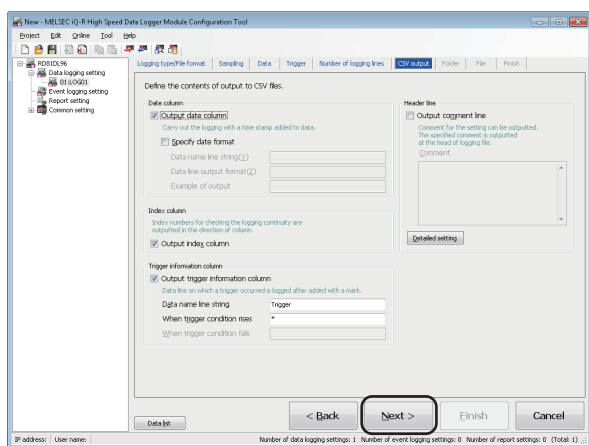 New - MELSEC iQ-R High Speed Data Logger Module Configuration Tool
Project Edit Online Tool Help
RD81DL96
Data logging setting
01:LOG01
Event logging setting
Report setting
Common setting
Logging type/File format Sampling Data Trigger Number of logging lines CSV output Folder File Finish
Define the contents of output to CSV files.
Date column
Output date column
Carry out the logging with a time stamp added to data.
Specify date format
Data name line string(Y)
Data line output format(Z)
Example of output
Index column
Index numbers for checking the logging continuity are
outputted in the direction of column.
Output index column
Trigger information column
Output trigger information column
Data line on which a trigger occurred is logged after added with a mark.
Data name line string Trigger
When trigger condition rises *
When trigger condition fails
Header line
Output comment line
Comment for the setting can be outputted.
The specified comment is outputted
at the head of logging file.
Comment
Detailed setting
Data list
< Back Next > Finish Cancel
IP address: User name: Number of data logging settings: 1 Number of event logging settings: 0 Number of report settings: 0 (Total: 1)